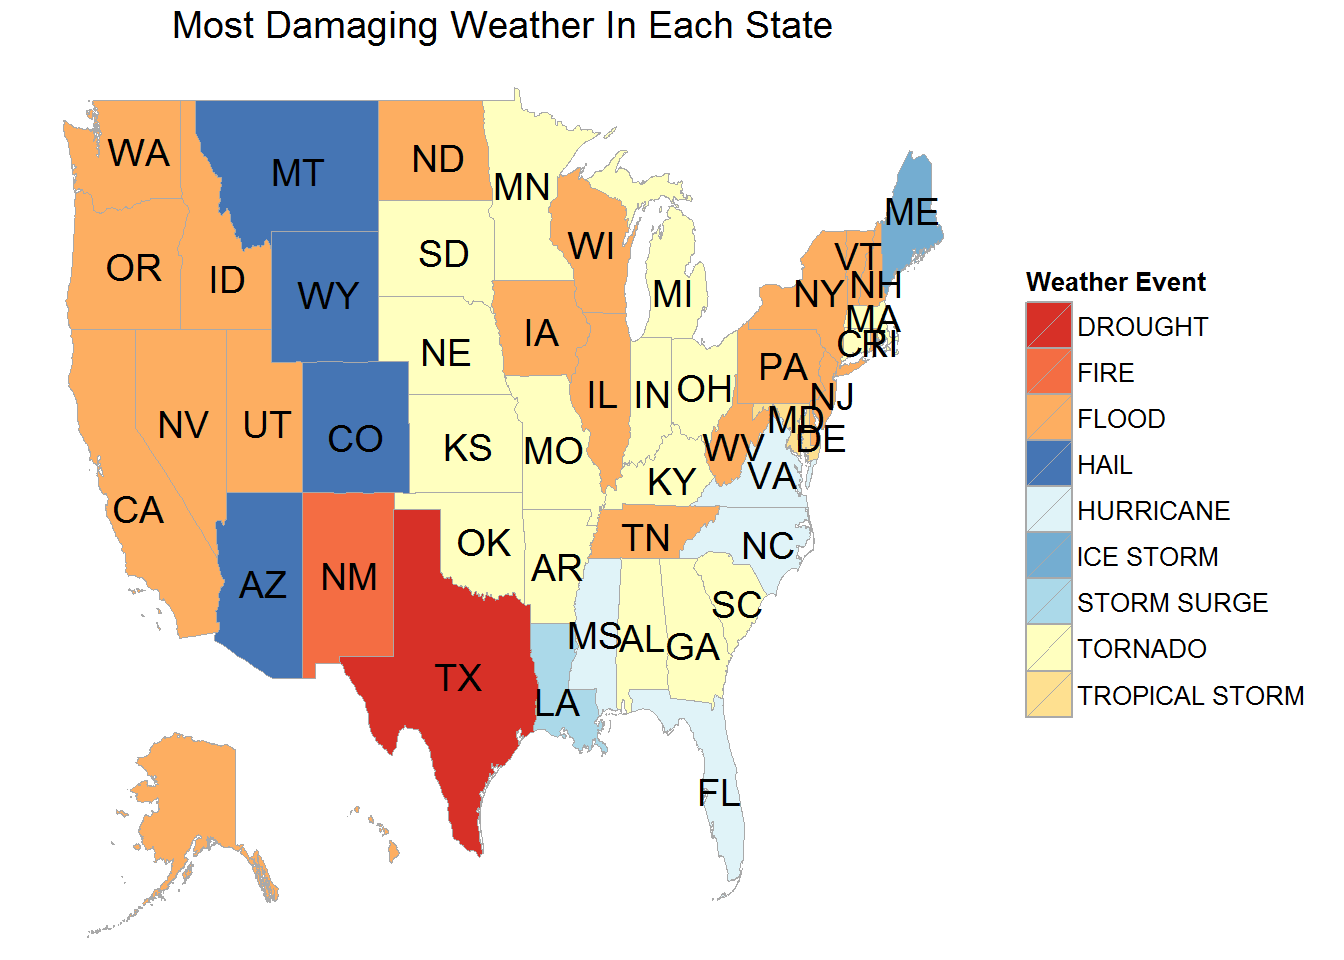 Most Damaging Weather In Each State
WA
MT
ND
MN
ME
OR
ID
WY
SD
WI
MI
VT
NH
NY
MA
CT
RI
NV
UT
CO
NE
IA
IL
IN
OH
PA
NJ
MD
DE
WV
VA
CA
KS
MO
KY
AZ
NM
OK
AR
TN
NC
SC
TX
LA
MS
AL
GA
FL
Weather Event
DROUGHT
FIRE
FLOOD
HAIL
HURRICANE
ICE STORM
STORM SURGE
TORNADO
TROPICAL STORM